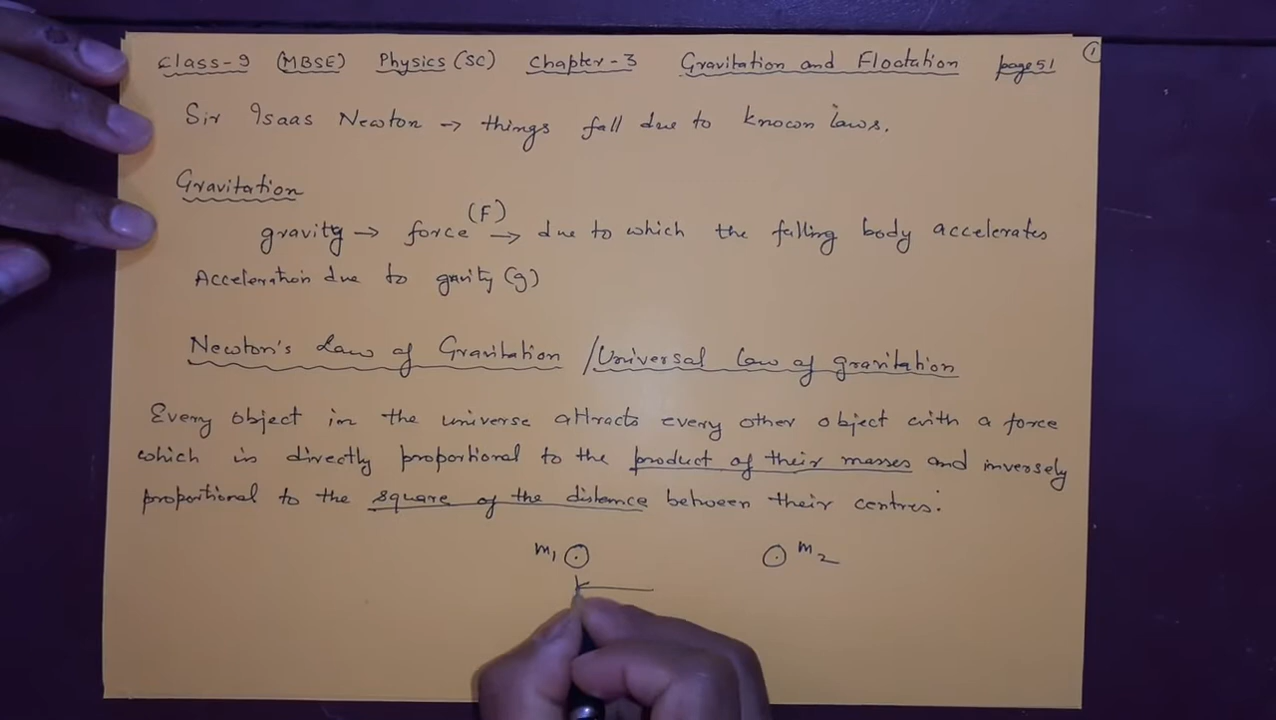 Class-9 (MBSE) Physics (SC) Chapter-3 Gravitation and Floatation page 51 1
Sir Isaas Newton → things fall due to known laws.
Gravitation
gravity → force (F) → due to which the falling body accelerates
Acceleration due to gravity (g)
Newton's Law of Gravitation / Universal law of gravitation
Every object in the universe attracts every other object with a force
which is directly proportional to the product of their masses and inversely
proportional to the square of the distance between their centres:
m1 m2